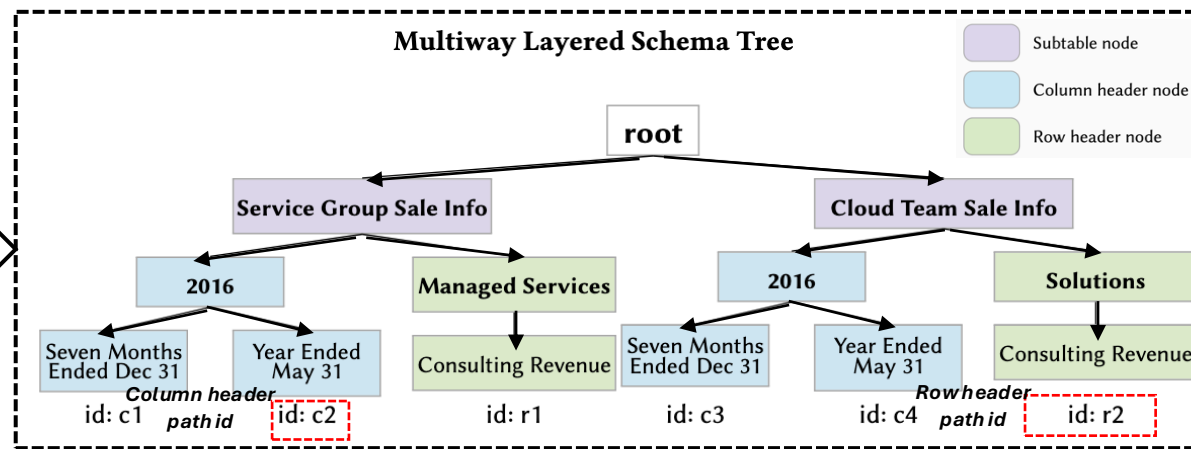 Multiway Layered Schema Tree
Subtable node
Column header node
Row header node
root
Service Group Sale Info
Cloud Team Sale Info
2016
Managed Services
2016
Solutions
Seven Months
Ended Dec 31
Year Ended
May 31
Consulting Revenue
Seven Months
Ended Dec 31
Year Ended
May 31
Consulting Revenue
Column header
path id
Row header
path id
id: c1
id: c2
id: r1
id: c3
id: c4
id: r2